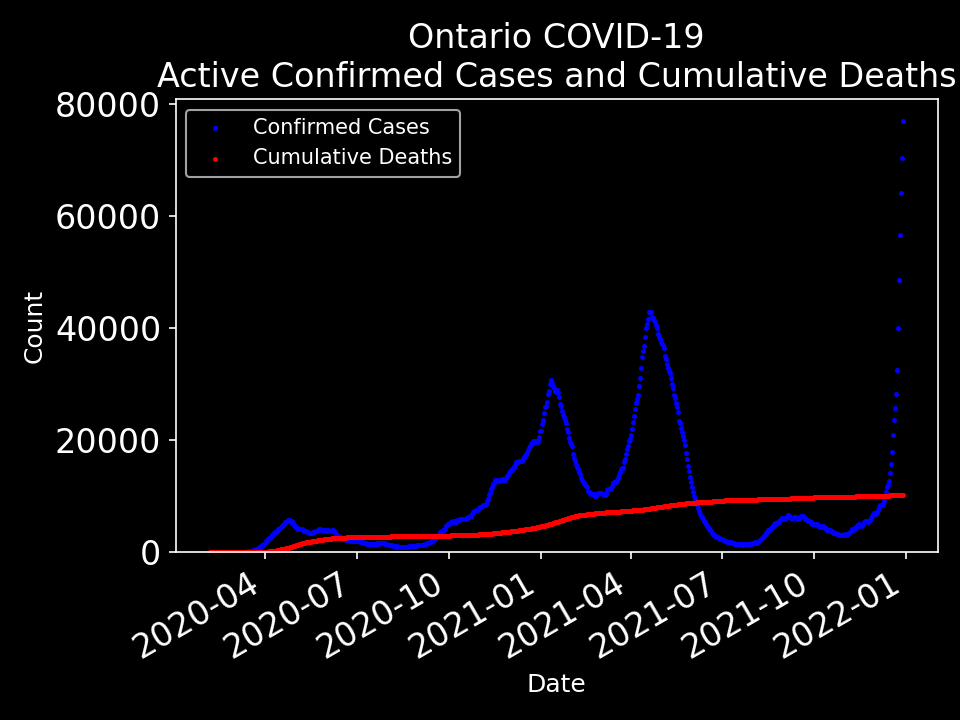 Ontario COVID-19
Active Confirmed Cases and Cumulative Deaths
80000
60000
40000
20000
0
Count
Confirmed Cases
Cumulative Deaths
2020-04
2020-07
2020-10
2021-01
2021-04
2021-07
2021-10
2022-01
Date